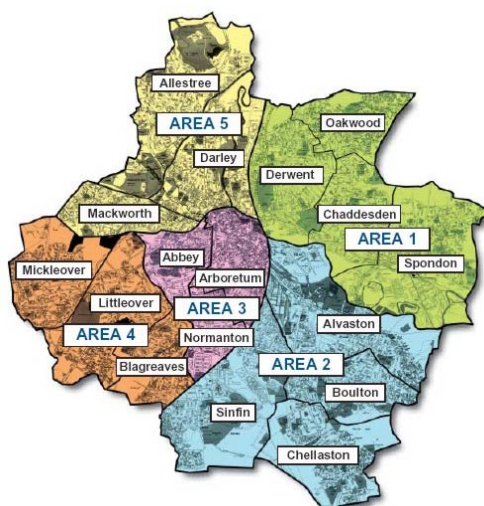 Allestree
Oakwood
AREA 5
Darley
Derwent
Mackworth
Chaddesden
AREA 1
Abbey
Mickleover
Spondon
Arboretum
Littleover
AREA 3
Alvaston
AREA 4
Normanton
Blagreaves
AREA 2
Boulton
Sinfin
Chellaston